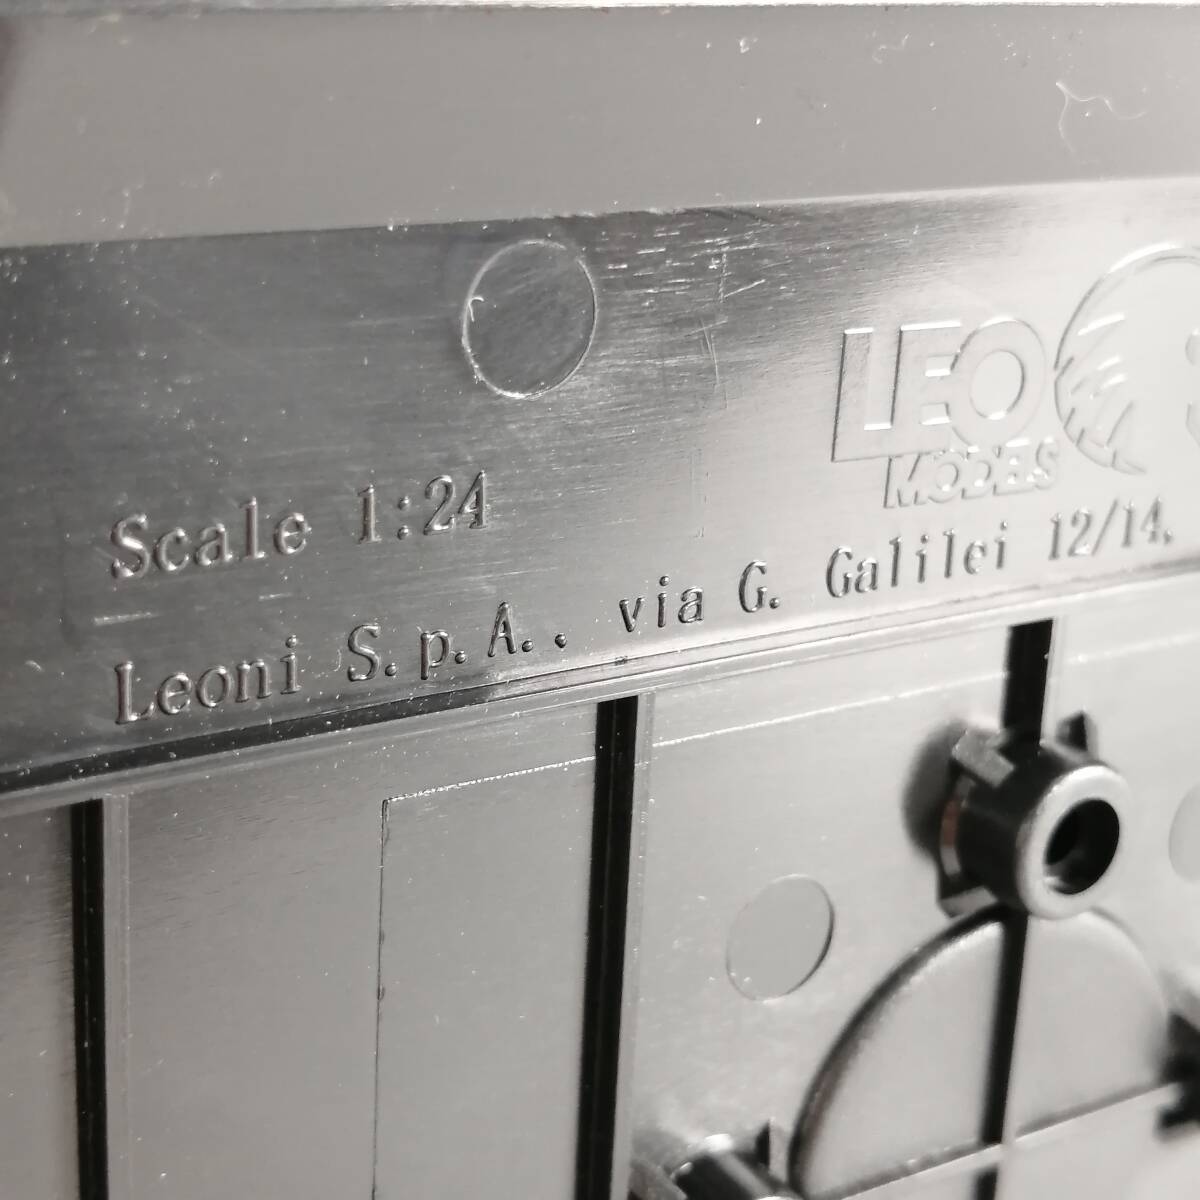 LEO
MODELS
Scale 1:24
Leoni S.p.A.. via G. Galilei 12/14,